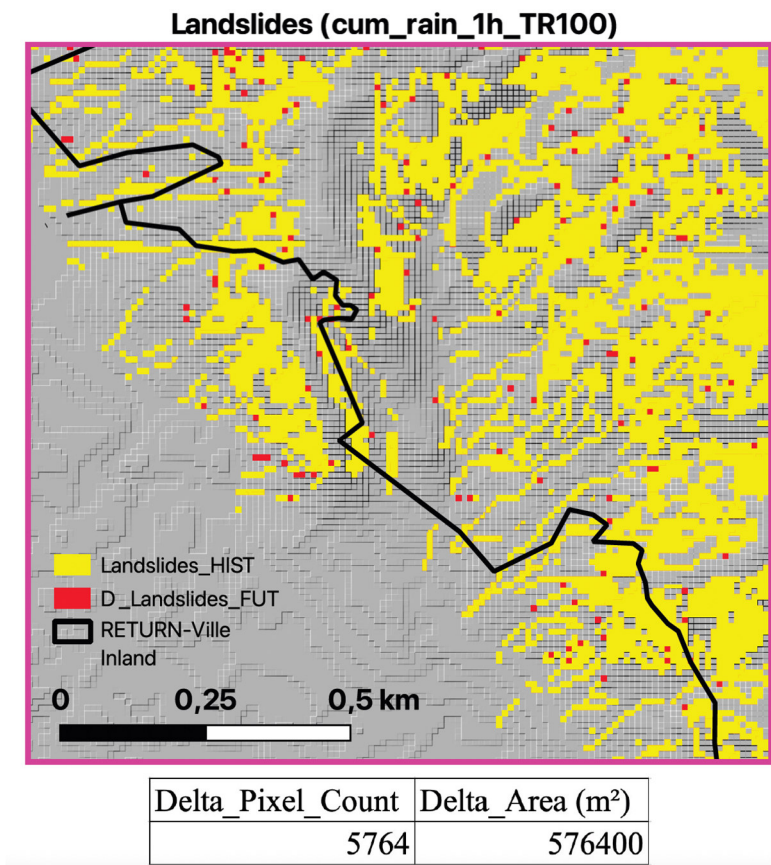 Landslides (cum_rain_1h_TR100)
Landslides_HIST
D_Landslides_FUT
RETURN-Ville
Inland
0 0,25 0,5 km
Delta_Pixel_Count Delta_Area (m²)
5764 576400